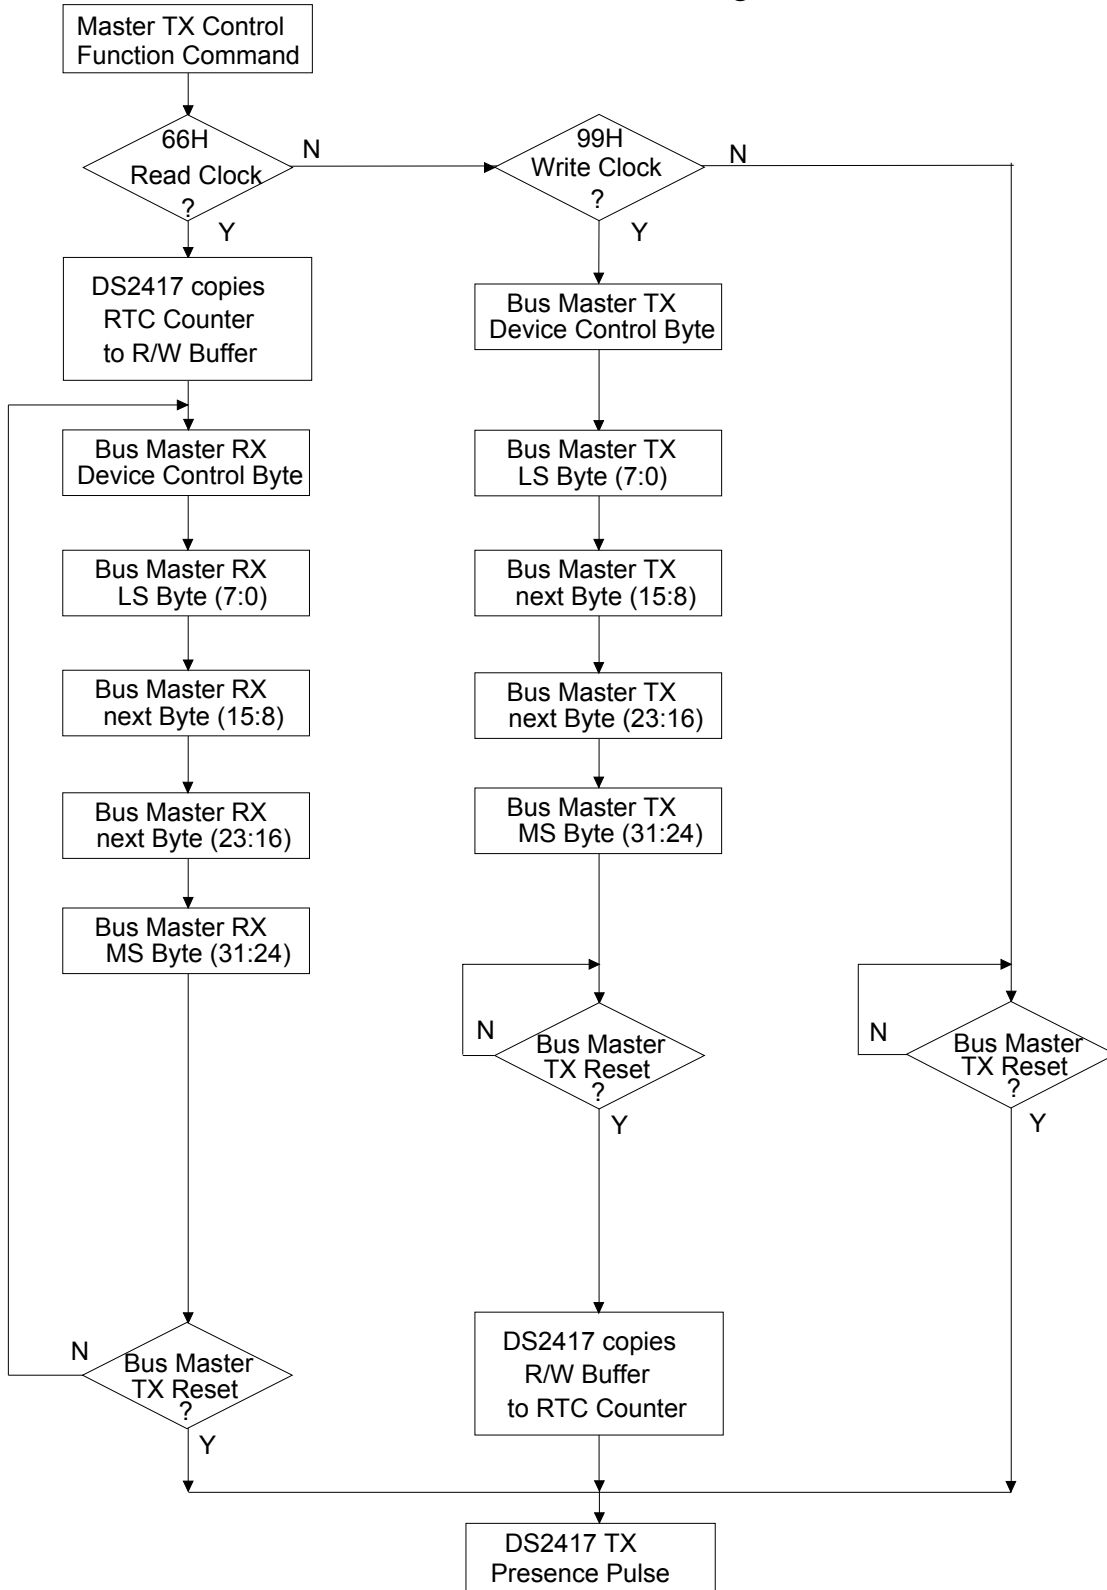 Master TX Control
Function Command
66H
Read Clock
?
N
Y
99H
Write Clock
?
N
Y
DS2417 copies
RTC Counter
to R/W Buffer
Bus Master RX
Device Control Byte
Bus Master RX
LS Byte (7:0)
Bus Master RX
next Byte (15:8)
Bus Master RX
next Byte (23:16)
Bus Master RX
MS Byte (31:24)
N
Bus Master
TX Reset
?
Y
Bus Master TX
Device Control Byte
Bus Master TX
LS Byte (7:0)
Bus Master TX
next Byte (15:8)
Bus Master TX
next Byte (23:16)
Bus Master TX
MS Byte (31:24)
N
Bus Master
TX Reset
?
Y
DS2417 copies
R/W Buffer
to RTC Counter
N
Bus Master
TX Reset
?
Y
DS2417 TX
Presence Pulse